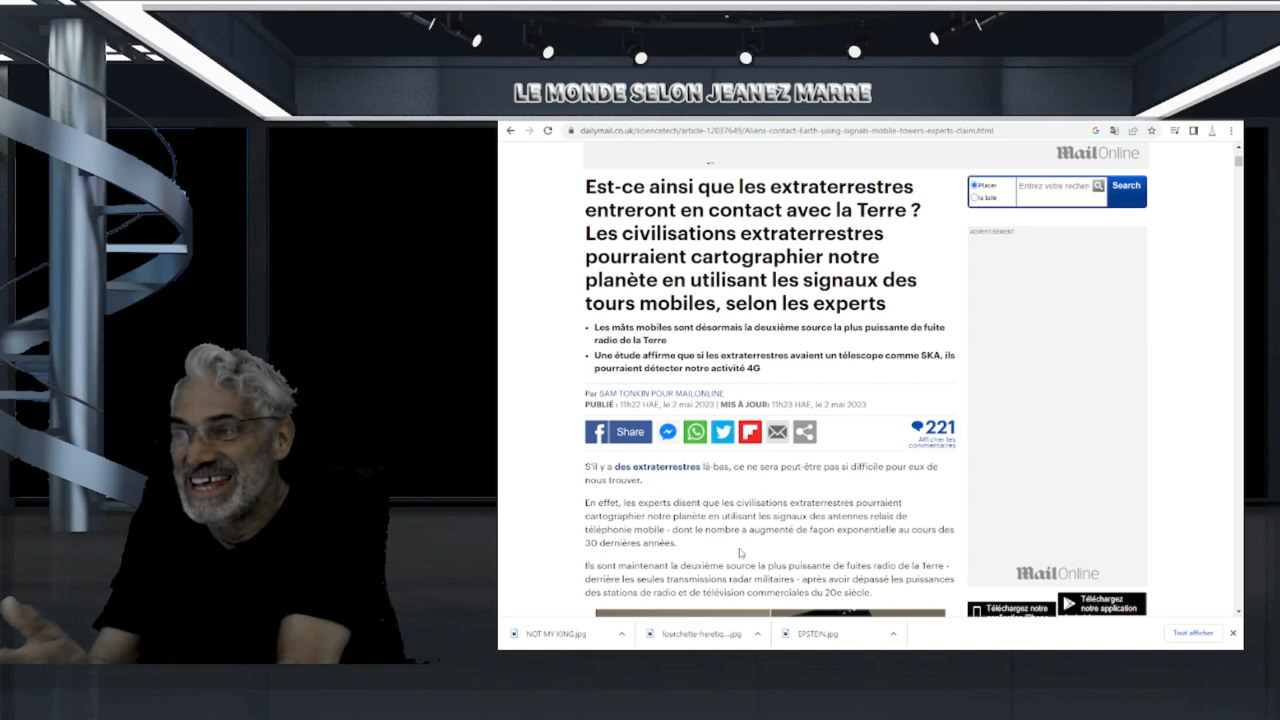 LE MONDE SELON JEANEZ MARRE
dailymail.co.uk/sciencetech/article-12037649/Aliens-contact-Earth-using-signals-mobile-towers-experts-claim.html
MailOnline
Est-ce ainsi que les extraterrestres
entreront en contact avec la Terre ?
Les civilisations extraterrestres
pourraient cartographier notre
planète en utilisant les signaux des
tours mobiles, selon les experts
Placer
la toile
Entrez votre recher
Search
ADVERTISEMENT
• Les mâts mobiles sont désormais la deuxième source la plus puissante de fuite
radio de la Terre
• Une étude affirme que si les extraterrestres avaient un télescope comme SKA, ils
pourraient détecter notre activité 4G
Par SAM TONKIN POUR MAILONLINE
PUBLIÉ : 11h22 HAE, le 2 mai 2023 | MIS À JOUR: 11h23 HAE, le 2 mai 2023
Share
221
Afficher les
commentaires
S'il y a des extraterrestres là-bas, ce ne sera peut-être pas si difficile pour eux de
nous trouver.
En effet, les experts disent que les civilisations extraterrestres pourraient
cartographier notre planète en utilisant les signaux des antennes relais de
téléphonie mobile - dont le nombre a augmenté de façon exponentielle au cours des
30 dernières années.
Ils sont maintenant la deuxième source la plus puissante de fuites radio de la Terre -
derrière les seules transmissions radar militaires - après avoir dépassé les puissances
des stations de radio et de télévision commerciales du 20e siècle.
MailOnline
Téléchargez notre
Téléchargez
notre application
NOT MY KING.jpg
fourchette-heretiq....jpg
EPSTEIN.jpg
Tout afficher